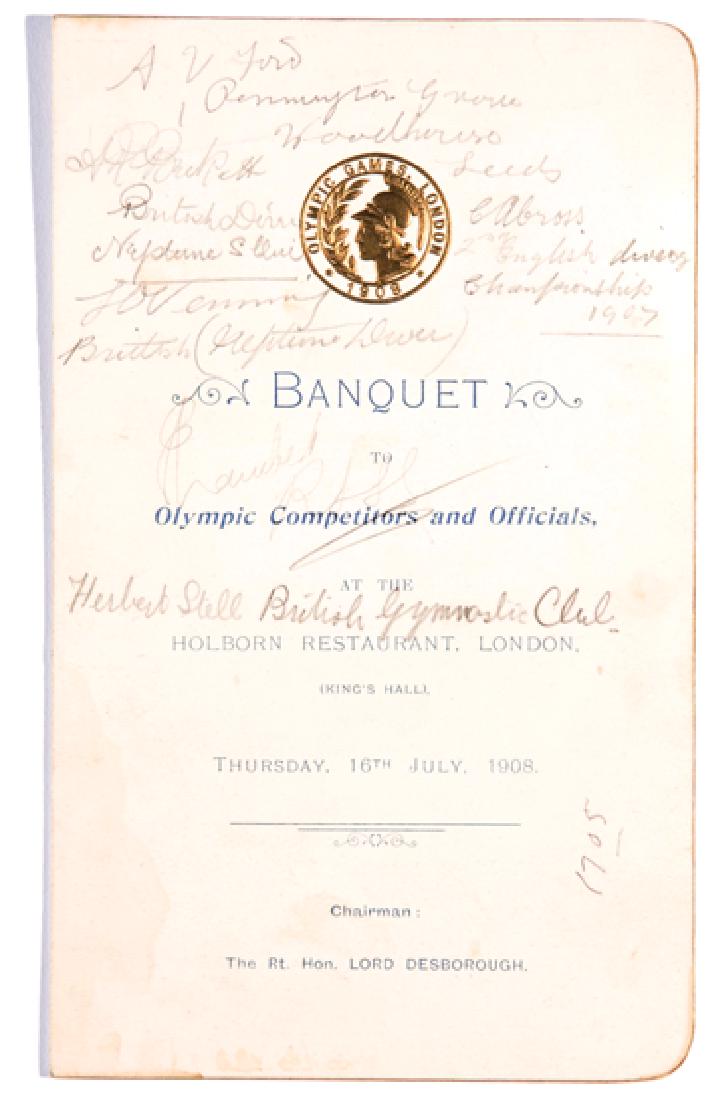 A V Ford
1 Pennington Grove
Woodhouse
Leeds
British Divi
Neptune
C A Cross
2nd English diving
Championship
1907
OLYMPIC GAMES, LONDON
1908
British (Neptune Diver)
BANQUET
TO
Olympic Competitors and Officials,
AT THE
Herbert Stell British Gymnastic Club
HOLBORN RESTAURANT, LONDON,
(KING'S HALL),
THURSDAY, 16TH JULY, 1908.
1705
Chairman:
The Rt. Hon. LORD DESBOROUGH.